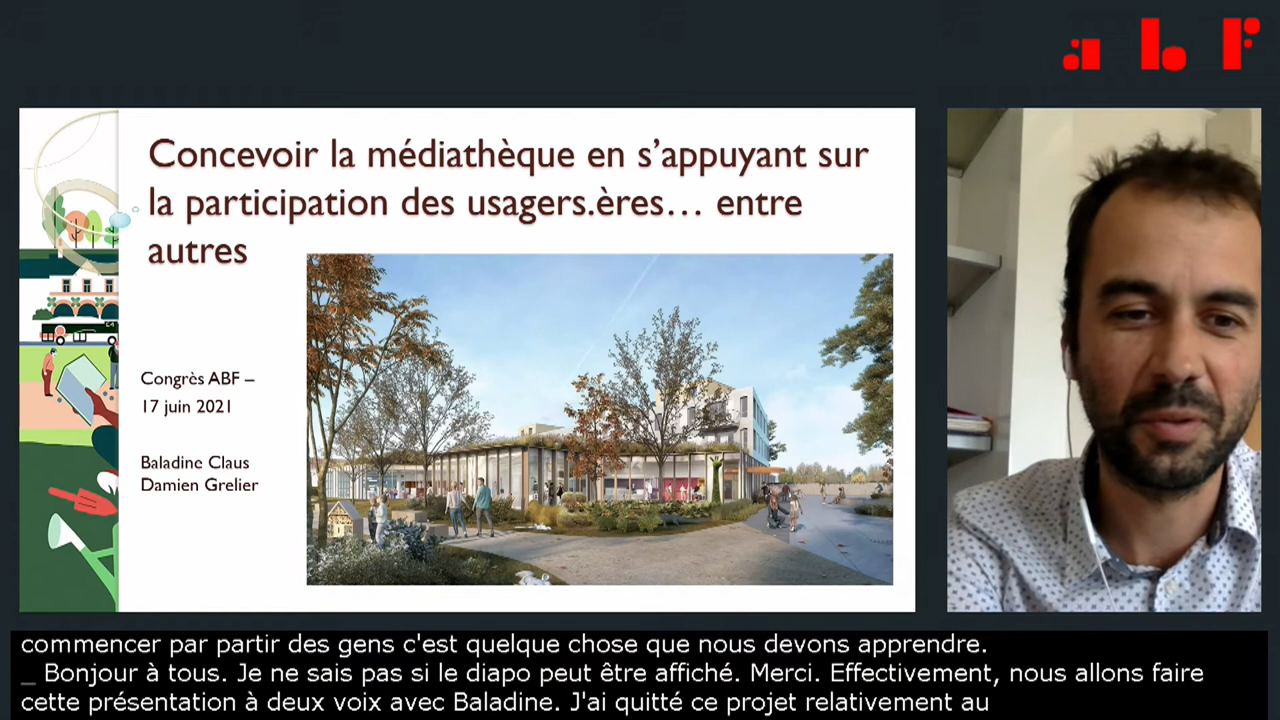 abf
Concevoir la médiathèque en s'appuyant sur
la participation des usagers.ères… entre
autres
Congrès ABF –
17 juin 2021
Baladine Claus
Damien Grelier
commencer par partir des gens c'est quelque chose que nous devons apprendre.
_ Bonjour à tous. Je ne sais pas si le diapo peut être affiché. Merci. Effectivement, nous allons faire
cette présentation à deux voix avec Baladine. J'ai quitté ce projet relativement au